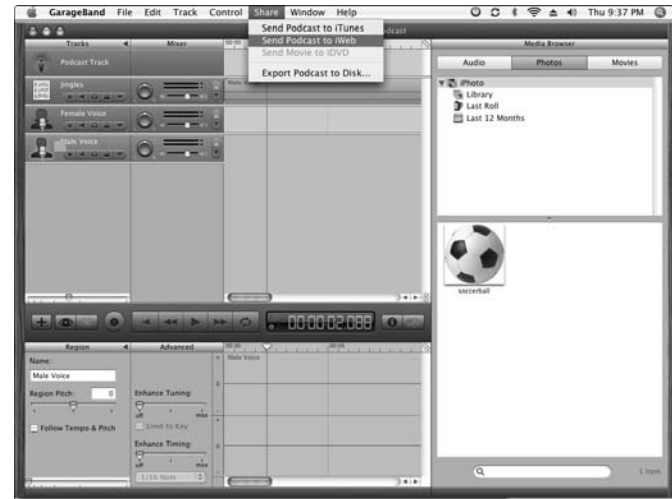 GarageBand File Edit Track Control Share Window Help Thu 9:37 PM
Send Podcast to iTunes
Send Podcast to iWeb
Send Movie to iDVD
Export Podcast to Disk...
Tracks Mixer
Podcast Track
Jingles
Female Voice
Male Voice
Media Browser
Audio Photos Movies
iPhoto
Library
Last Roll
Last 12 Months
soccerball
00:00:02.088
Region Advanced
Name:
Male Voice
Male Voice
Region Pitch: 0
Enhance Tuning:
off max
Follow Tempo & Pitch
Limit to Key
Enhance Timing:
off max
1/16 Note
1 item